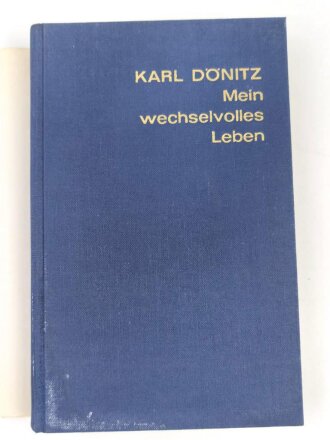 KARL DÖNITZ
Mein
wechselvolles
Leben